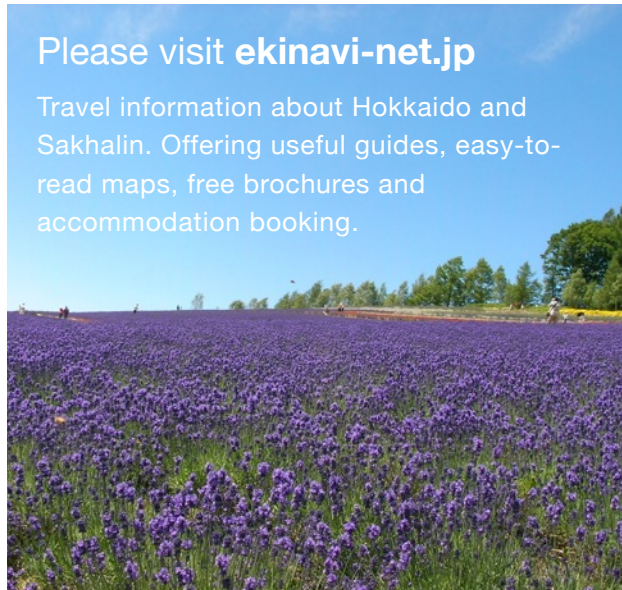 Please visit ekinavi-net.jp
Travel information about Hokkaido and
Sakhalin. Offering useful guides, easy-to-
read maps, free brochures and
accommodation booking.